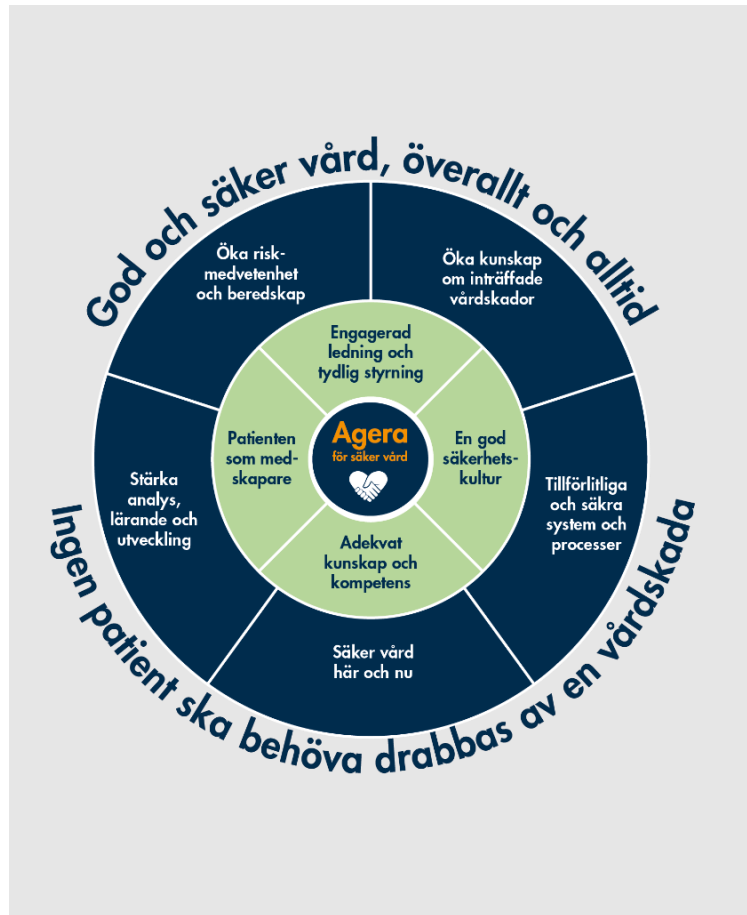 God och säker vård, överallt och alltid
Öka risk-
medvetenhet
och beredskap
Öka kunskap
om inträffade
vårdskador
Engagerad
ledning och
tydlig styrning
Patienten
som med-
skapare
Agera
för säker vård
En god
säkerhets-
kultur
Stärka
analys,
lärande och
utveckling
Tillförlitliga
och säkra
system och
processer
Adekvat
kunskap och
kompetens
Säker vård
här och nu
Ingen patient ska behöva drabbas av en vårdskada